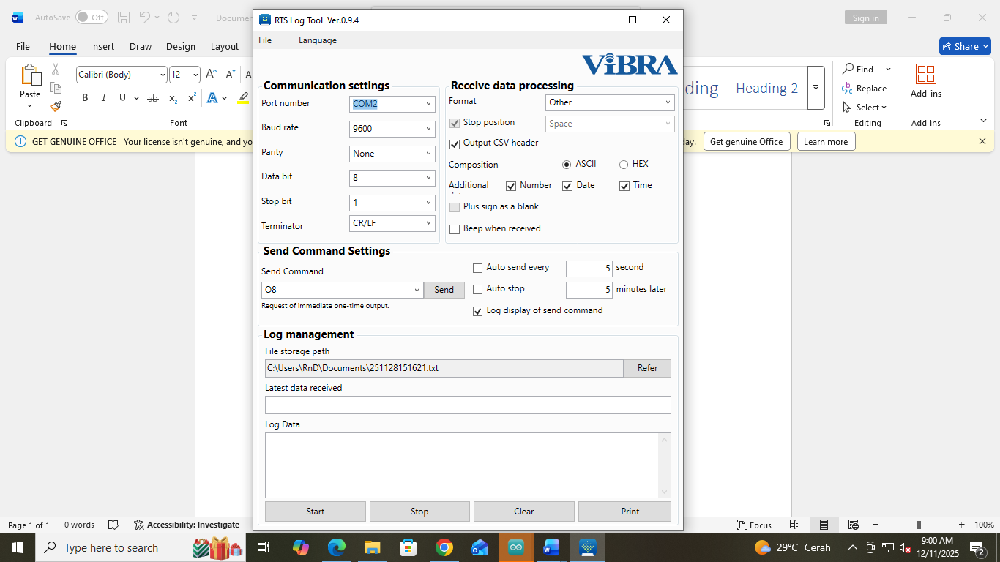 AutoSave Off Documen
RTS Log Tool Ver.0.9.4
Sign in
File Language
File Home Insert Draw Design Layout
Share
ViBRA
Calibri (Body) 12
Paste
Clipboard
Font
B I U ab x₂ x² A
ding Heading 2
Find
Replace
Select
Editing
Add-ins
Add-ins
GET GENUINE OFFICE Your license isn't genuine, and yo
day. Get genuine Office Learn more
Communication settings
Port number COM2
Baud rate 9600
Parity None
Data bit 8
Stop bit 1
Terminator CR/LF
Receive data processing
Format Other
Stop position Space
Output CSV header
Composition ASCII HEX
Additional Number Date Time
Plus sign as a blank
Beep when received
Send Command Settings
Send Command
O8 Send
Request of immediate one-time output.
Auto send every 5 second
Auto stop 5 minutes later
Log display of send command
Log management
File storage path
C:\Users\RnD\Documents\251128151621.txt Refer
Latest data received
Log Data
Start Stop Clear Print
Page 1 of 1 0 words Accessibility: Investigate
Focus 100%
Type here to search
29°C Cerah
9:00 AM
12/11/2025
2